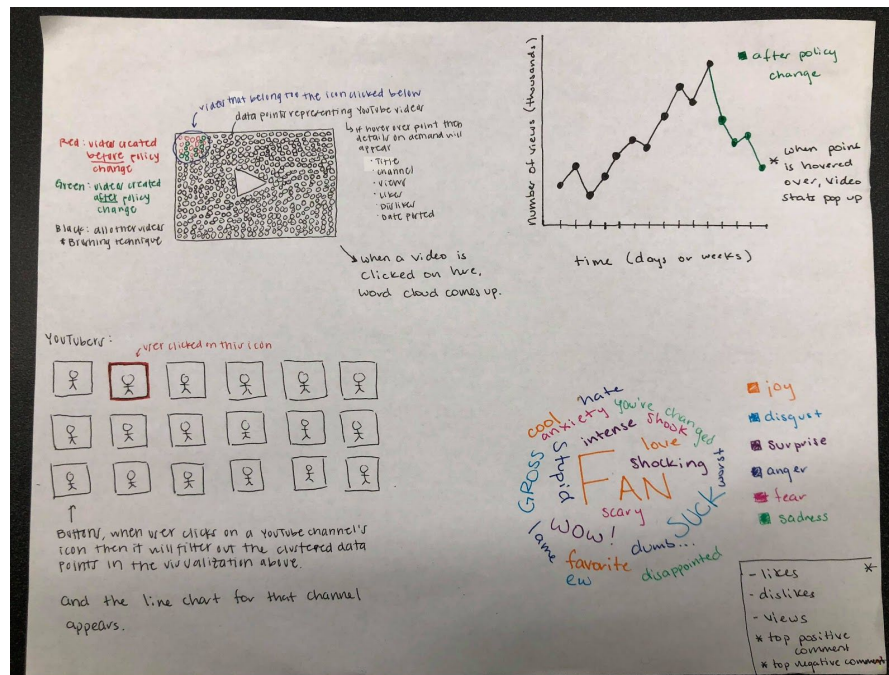 videos that belong too the icon clicked below
data points representing YouTube videos
Red: videos created
before policy
change
Green: videos created
after policy
change
Black: all other videos
* Brushing technique
if hover over point then
details on demand will
appear
· Title
· channel
· views
· likes
· Dislikes
· Date posted
when a video is
clicked on here,
word cloud comes up.
number of views (thousands)
time (days or weeks)
after policy
change
* when point
is hovered
over, video
stats pop up
YouTubers:
user clicked on this icon
Buttons, when user clicks on a YouTube channel's
icon then it will filter out the clustered data
points in the visualization above.
and the line chart for that channel
appears.
hate
cool
anxiety
you're changed
shock
intense
love
GROSS
stupid
shocking
worst
FAN
scary
SUCK
WOW!
lame
dumb...
favorite
disappointed
ew
joy
disgust
surprise
anger
fear
sadness
- likes *
- dislikes
- views
* top positive
comment
* top negative comment